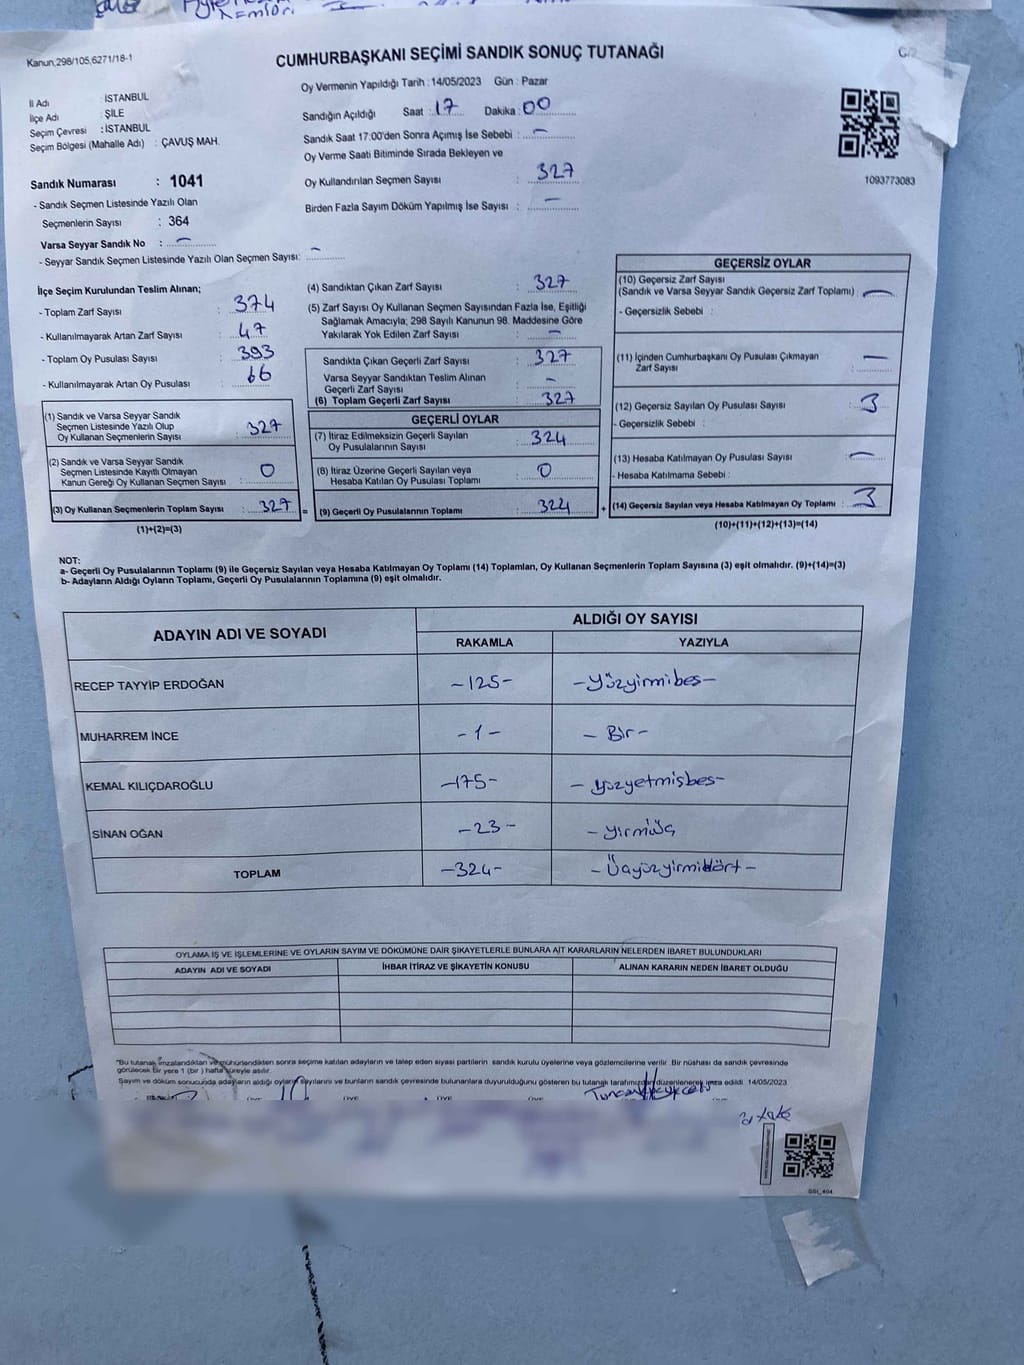 Kanun,298/105,6271/18-1
CUMHURBAŞKANI SEÇİMİ SANDIK SONUÇ TUTANAĞI
C/2
İl Adı : İSTANBUL
İlçe Adı : ŞİLE
Seçim Çevresi : İSTANBUL
Seçim Bölgesi (Mahalle Adı) : ÇAVUŞ MAH.
Sandık Numarası : 1041
- Sandık Seçmen Listesinde Yazılı Olan
Seçmenlerin Sayısı : 364
Varsa Seyyar Sandık No : —
- Seyyar Sandık Seçmen Listesinde Yazılı Olan Seçmen Sayısı: —
Oy Vermenin Yapıldığı Tarih : 14/05/2023 Gün : Pazar
Sandığın Açıldığı Saat : 17 Dakika : 00
Sandık Saat 17:00'den Sonra Açımış İse Sebebi : —
Oy Verme Saati Bitiminde Sırada Bekleyen ve
Oy Kullandırılan Seçmen Sayısı : 327
Birden Fazla Sayım Döküm Yapılmış İse Sayısı : —
1093773083
İlçe Seçim Kurulundan Teslim Alınan;
- Toplam Zarf Sayısı : 374
- Kullanılmayarak Artan Zarf Sayısı : 47
- Toplam Oy Pusulası Sayısı : 393
- Kullanılmayarak Artan Oy Pusulası : 66
(1) Sandık ve Varsa Seyyar Sandık
Seçmen Listesinde Yazılı Olup
Oy Kullanan Seçmenlerin Sayısı : 327
(2) Sandık ve Varsa Seyyar Sandık
Seçmen Listesinde Kayıtlı Olmayan
Kanun Gereği Oy Kullanan Seçmen Sayısı : 0
(3) Oy Kullanan Seçmenlerin Toplam Sayısı : 327 =
(1)+(2)=(3)
(4) Sandıktan Çıkan Zarf Sayısı : 327
(5) Zarf Sayısı Oy Kullanan Seçmen Sayısından Fazla İse, Eşitliği
Sağlamak Amacıyla; 298 Sayılı Kanunun 98. Maddesine Göre
Yakılarak Yok Edilen Zarf Sayısı : —
Sandıkta Çıkan Geçerli Zarf Sayısı : 327
Varsa Seyyar Sandıktan Teslim Alınan
Geçerli Zarf Sayısı : —
(6) Toplam Geçerli Zarf Sayısı : 327
GEÇERLİ OYLAR
(7) İtiraz Edilmeksizin Geçerli Sayılan
Oy Pusulalarının Sayısı : 324
(8) İtiraz Üzerine Geçerli Sayılan veya
Hesaba Katılan Oy Pusulası Toplamı : 0
(9) Geçerli Oy Pusulalarının Toplamı : 324 +
GEÇERSİZ OYLAR
(10) Geçersiz Zarf Sayısı
(Sandık ve Varsa Seyyar Sandık Geçersiz Zarf Toplamı) : —
- Geçersizlik Sebebi :
(11) İçinden Cumhurbaşkanı Oy Pusulası Çıkmayan
Zarf Sayısı : —
(12) Geçersiz Sayılan Oy Pusulası Sayısı : 3
- Geçersizlik Sebebi :
(13) Hesaba Katılmayan Oy Pusulası Sayısı : —
- Hesaba Katılmama Sebebi :
(14) Geçersiz Sayılan veya Hesaba Katılmayan Oy Toplamı : 3
(10)+(11)+(12)+(13)=(14)
NOT:
a- Geçerli Oy Pusulalarının Toplamı (9) ile Geçersiz Sayılan veya Hesaba Katılmayan Oy Toplamı (14) Toplamları, Oy Kullanan Seçmenlerin Toplam Sayısına (3) eşit olmalıdır. (9)+(14)=(3)
b- Adayların Aldığı Oyların Toplamı, Geçerli Oy Pusulalarının Toplamına (9) eşit olmalıdır.
ADAYIN ADI VE SOYADI ALDIĞI OY SAYISI
RAKAMLA YAZIYLA
RECEP TAYYİP ERDOĞAN -125- -Yüzyirmibes-
MUHARREM İNCE -1- - Bir -
KEMAL KILIÇDAROĞLU -175- - yüzyetmişbes-
SİNAN OĞAN -23- - yirmiüç
TOPLAM -324- - Üçyüzyirmidört -
OYLAMA İŞ VE İŞLEMLERİNE VE OYLARIN SAYIM VE DÖKÜMÜNE DAİR ŞİKAYETLERLE BUNLARA AİT KARARLARIN NELERDEN İBARET BULUNDUKLARI
ADAYIN ADI VE SOYADI İHBAR İTİRAZ VE ŞİKAYETİN KONUSU ALINAN KARARIN NEDEN İBARET OLDUĞU
"Bu tutanak imzalandıktan ve mühürlendikten sonra seçime katılan adayların ve talep eden siyasi partilerin sandık kurulu üyelerine veya gözlemcilerine verilir. Bir nüshası da sandık çevresinde
görülecek bir yere 1 (bir) hafta süreyle asılır.
Sayım ve döküm sonucunda adayların aldığı oyların sayılarını ve bunların sandık çevresinde bulunanlara duyurulduğunu gösteren bu tutanak tarafımızdan düzenlenerek imza edildi. 14/05/2023